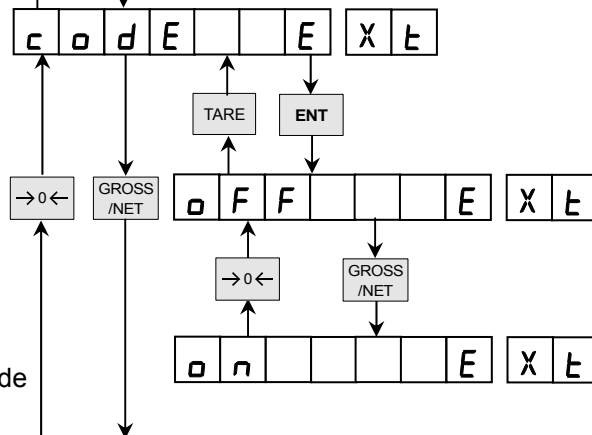 codE E Xt
TARE ENT
→0← GROSS /NET oFF E Xt
→0← GROSS /NET
on E Xt
de